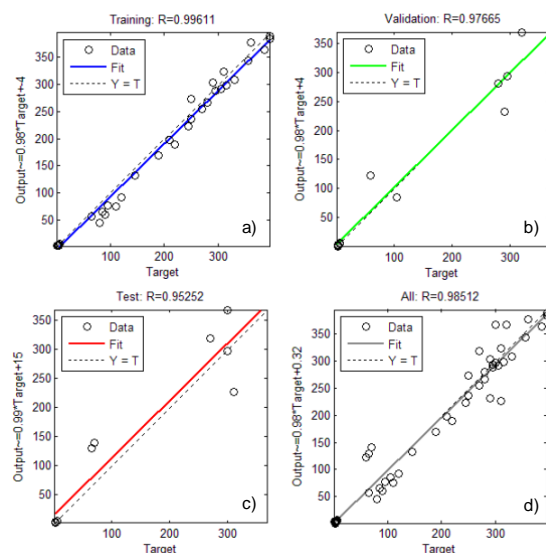 Training: R=0.99611
Output~=0.98*Target+-4
Data
Fit
Y = T
350
300
250
200
150
100
50
100
200
300
Target
a)
Validation: R=0.97665
Output~=0.98*Target+4
Data
Fit
Y = T
350
300
250
200
150
100
50
100
200
300
Target
b)
Test: R=0.95252
Output~=0.99*Target+15
Data
Fit
Y = T
350
300
250
200
150
100
50
100
200
300
Target
c)
All: R=0.98512
Output~=0.98*Target+0.32
Data
Fit
Y = T
350
300
250
200
150
100
50
100
200
300
Target
d)